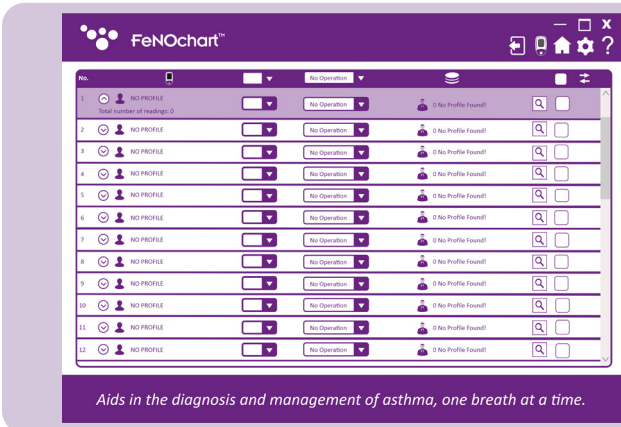 FeNOchart™
X
?
No. No Operation
1 NO PROFILE No Operation 0 No Profile Found!
Total number of readings: 0
2 NO PROFILE No Operation 0 No Profile Found!
3 NO PROFILE No Operation 0 No Profile Found!
4 NO PROFILE No Operation 0 No Profile Found!
5 NO PROFILE No Operation 0 No Profile Found!
6 NO PROFILE No Operation 0 No Profile Found!
7 NO PROFILE No Operation 0 No Profile Found!
8 NO PROFILE No Operation 0 No Profile Found!
9 NO PROFILE No Operation 0 No Profile Found!
10 NO PROFILE No Operation 0 No Profile Found!
11 NO PROFILE No Operation 0 No Profile Found!
12 NO PROFILE No Operation 0 No Profile Found!
Aids in the diagnosis and management of asthma, one breath at a time.